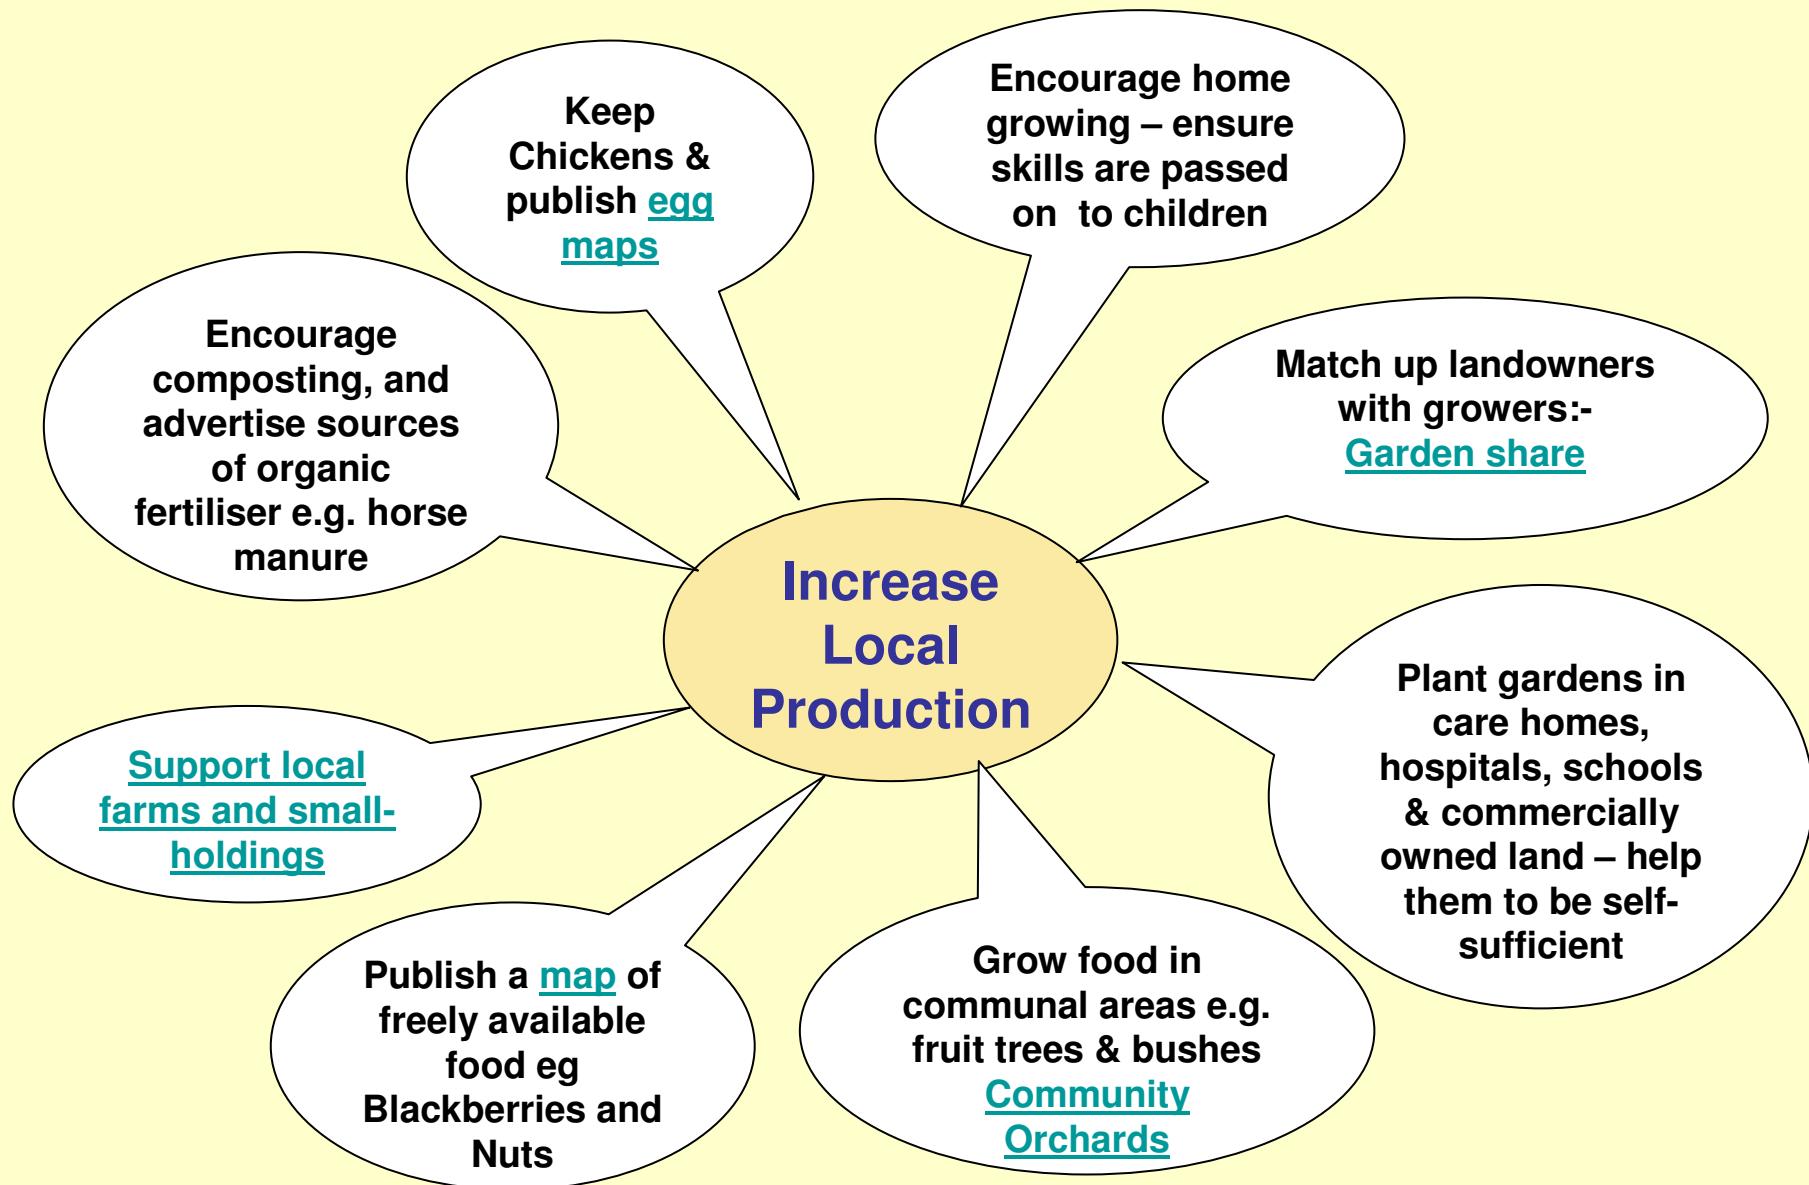 Keep
Chickens &
publish egg
maps
Encourage home
growing – ensure
skills are passed
on  to children
Encourage
composting, and
advertise sources
of organic
fertiliser e.g. horse
manure
Match up landowners
with growers:-
Garden share
Increase
Local
Production
Plant gardens in
care homes,
hospitals, schools
& commercially
owned land – help
them to be self-
sufficient
Support local
farms and small-
holdings
Publish a map of
freely available
food eg
Blackberries and
Nuts
Grow food in
communal areas e.g.
fruit trees & bushes
Community
Orchards